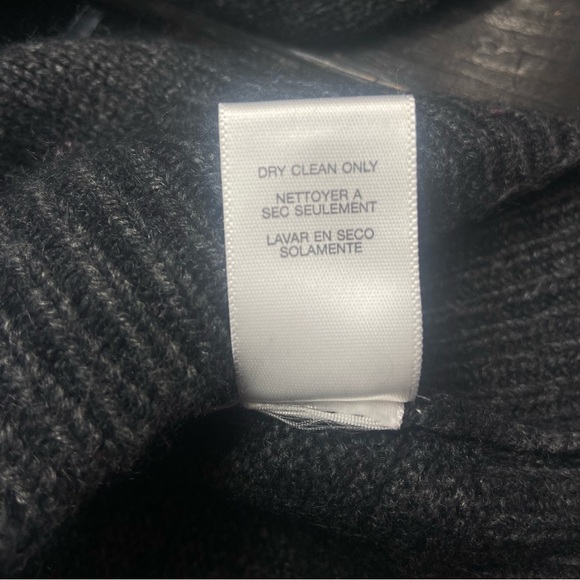 DRY CLEAN ONLY
NETTOYER A
SEC SEULEMENT
LAVAR EN SECO
SOLAMENTE